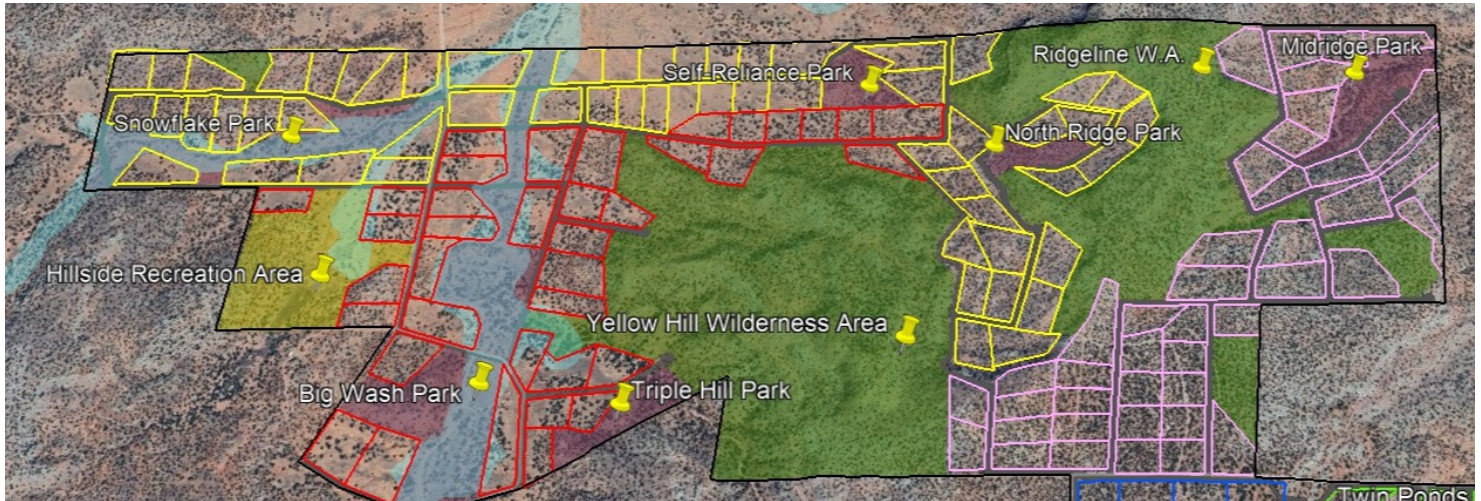 Ridgeline W.A.
Midridge Park
Self-Reliance Park
Snowflake Park
North Ridge Park
Hillside Recreation Area
Yellow Hill Wilderness Area
Big Wash Park
Triple Hill Park
Twin Ponds